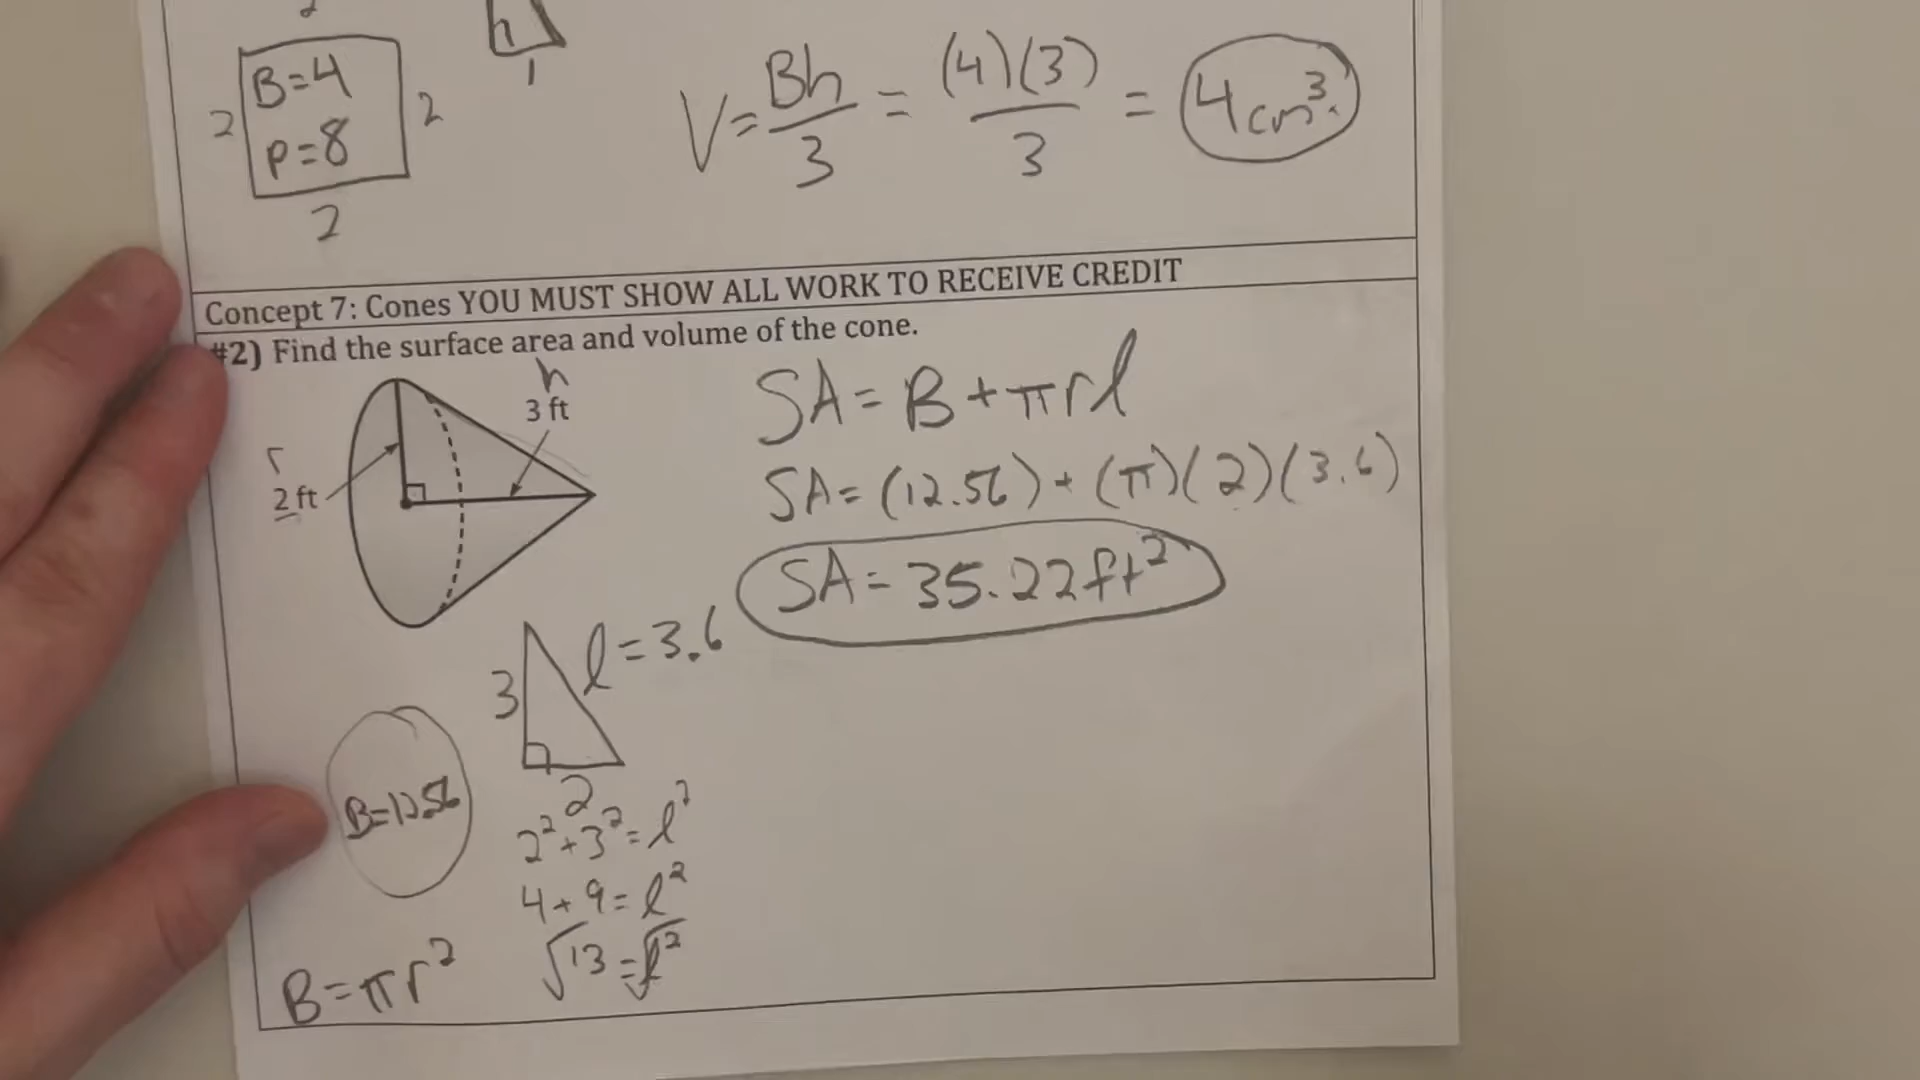 B=4
p=8
2
2
2
h
1
V=Bh/3=(4)(3)/3=4cm³.
Concept 7: Cones YOU MUST SHOW ALL WORK TO RECEIVE CREDIT
#2) Find the surface area and volume of the cone.
h
3 ft
r
2 ft
SA=B+πrl
SA=(12.56)+(π)(2)(3.6)
SA=35.22ft²
3
l=3.6
2
B=12.56
2²+3²=l²
4+9=l²
√13=√l²
B=πr²